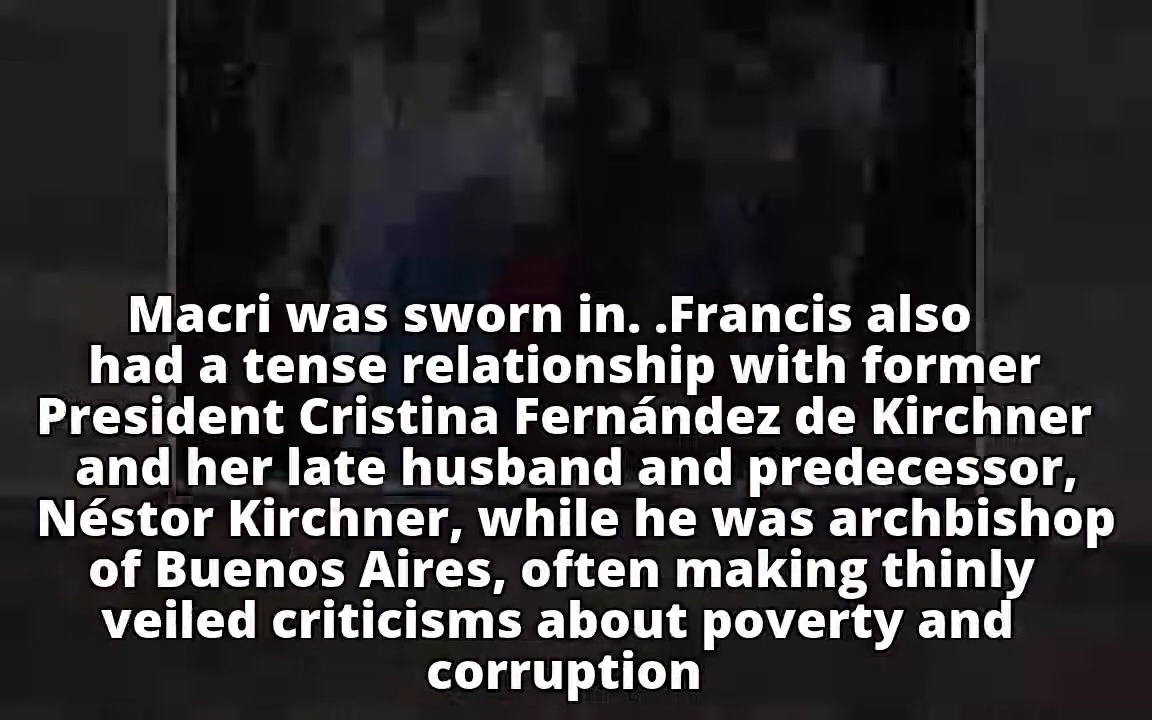 Macri was sworn in. .Francis also
had a tense relationship with former
President Cristina Fernández de Kirchner
and her late husband and predecessor,
Néstor Kirchner, while he was archbishop
of Buenos Aires, often making thinly
veiled criticisms about poverty and
corruption